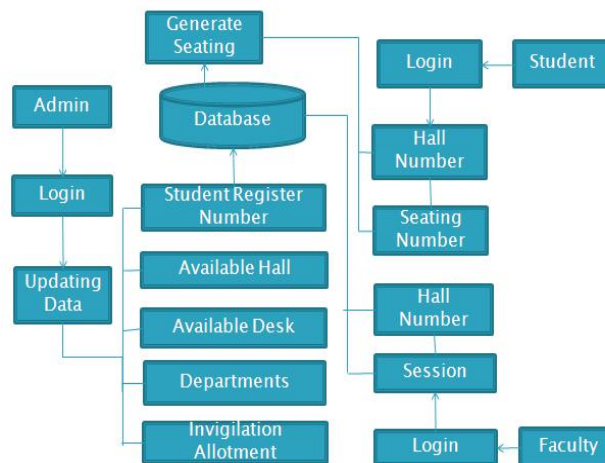 Generate
Seating
Login
Student
Admin
Database
Hall
Number
Login
Student Register
Number
Seating
Number
Updating
Data
Available Hall
Hall
Number
Available Desk
Session
Departments
Invigilation
Allotment
Login
Faculty